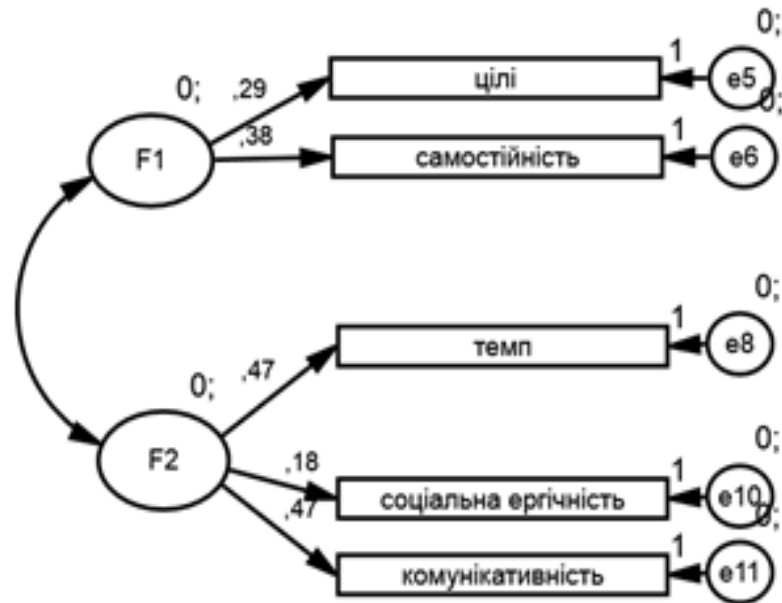 0;
1
цілі
e5
0;
,29
F1
0;
,38
1
самостійність
e6
0;
1
темп
e8
0;
,47
F2
0;
,18
1
соціальна ергічність
e10
0;
,47
1
комунікативність
e11